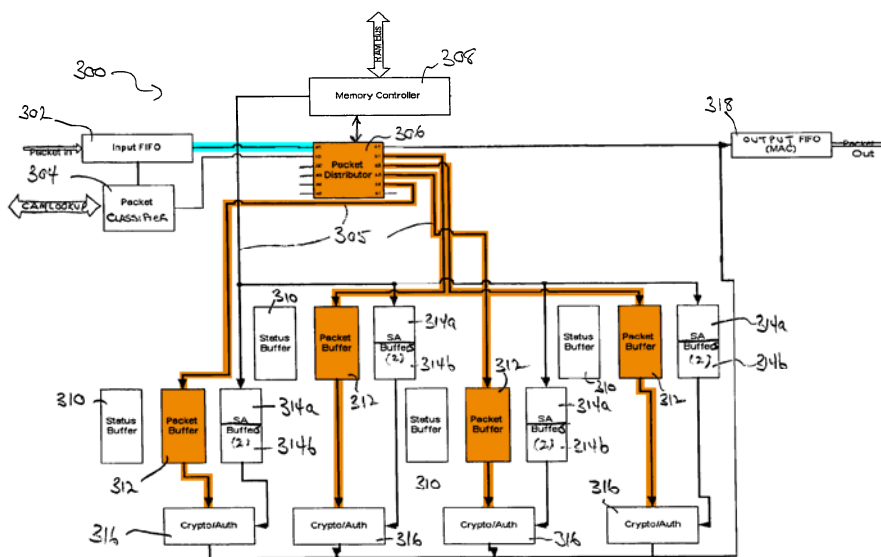 RAM Bus
300
308
Memory Controller
302
318
Input FIFO
306
OUTPUT FIFO
(MAC)
Packet In
Packet
Out
304
Packet
Distributor
Packet
CLASSIFIER
CAM LOOKUP
305
310
Status
Buffer
Packet
Buffer
312
SA
Buffers
(2)
314a
314b
Status
Buffer
310
Packet
Buffer
312
SA
Buffers
(2)
314a
314b
310
Status
Buffer
Packet
Buffer
312
SA
Buffers
(2)
314a
314b
Status
Buffer
310
Packet
Buffer
312
SA
Buffers
(2)
314a
314b
Crypto/Auth
316
Crypto/Auth
316
Crypto/Auth
316
Crypto/Auth
316